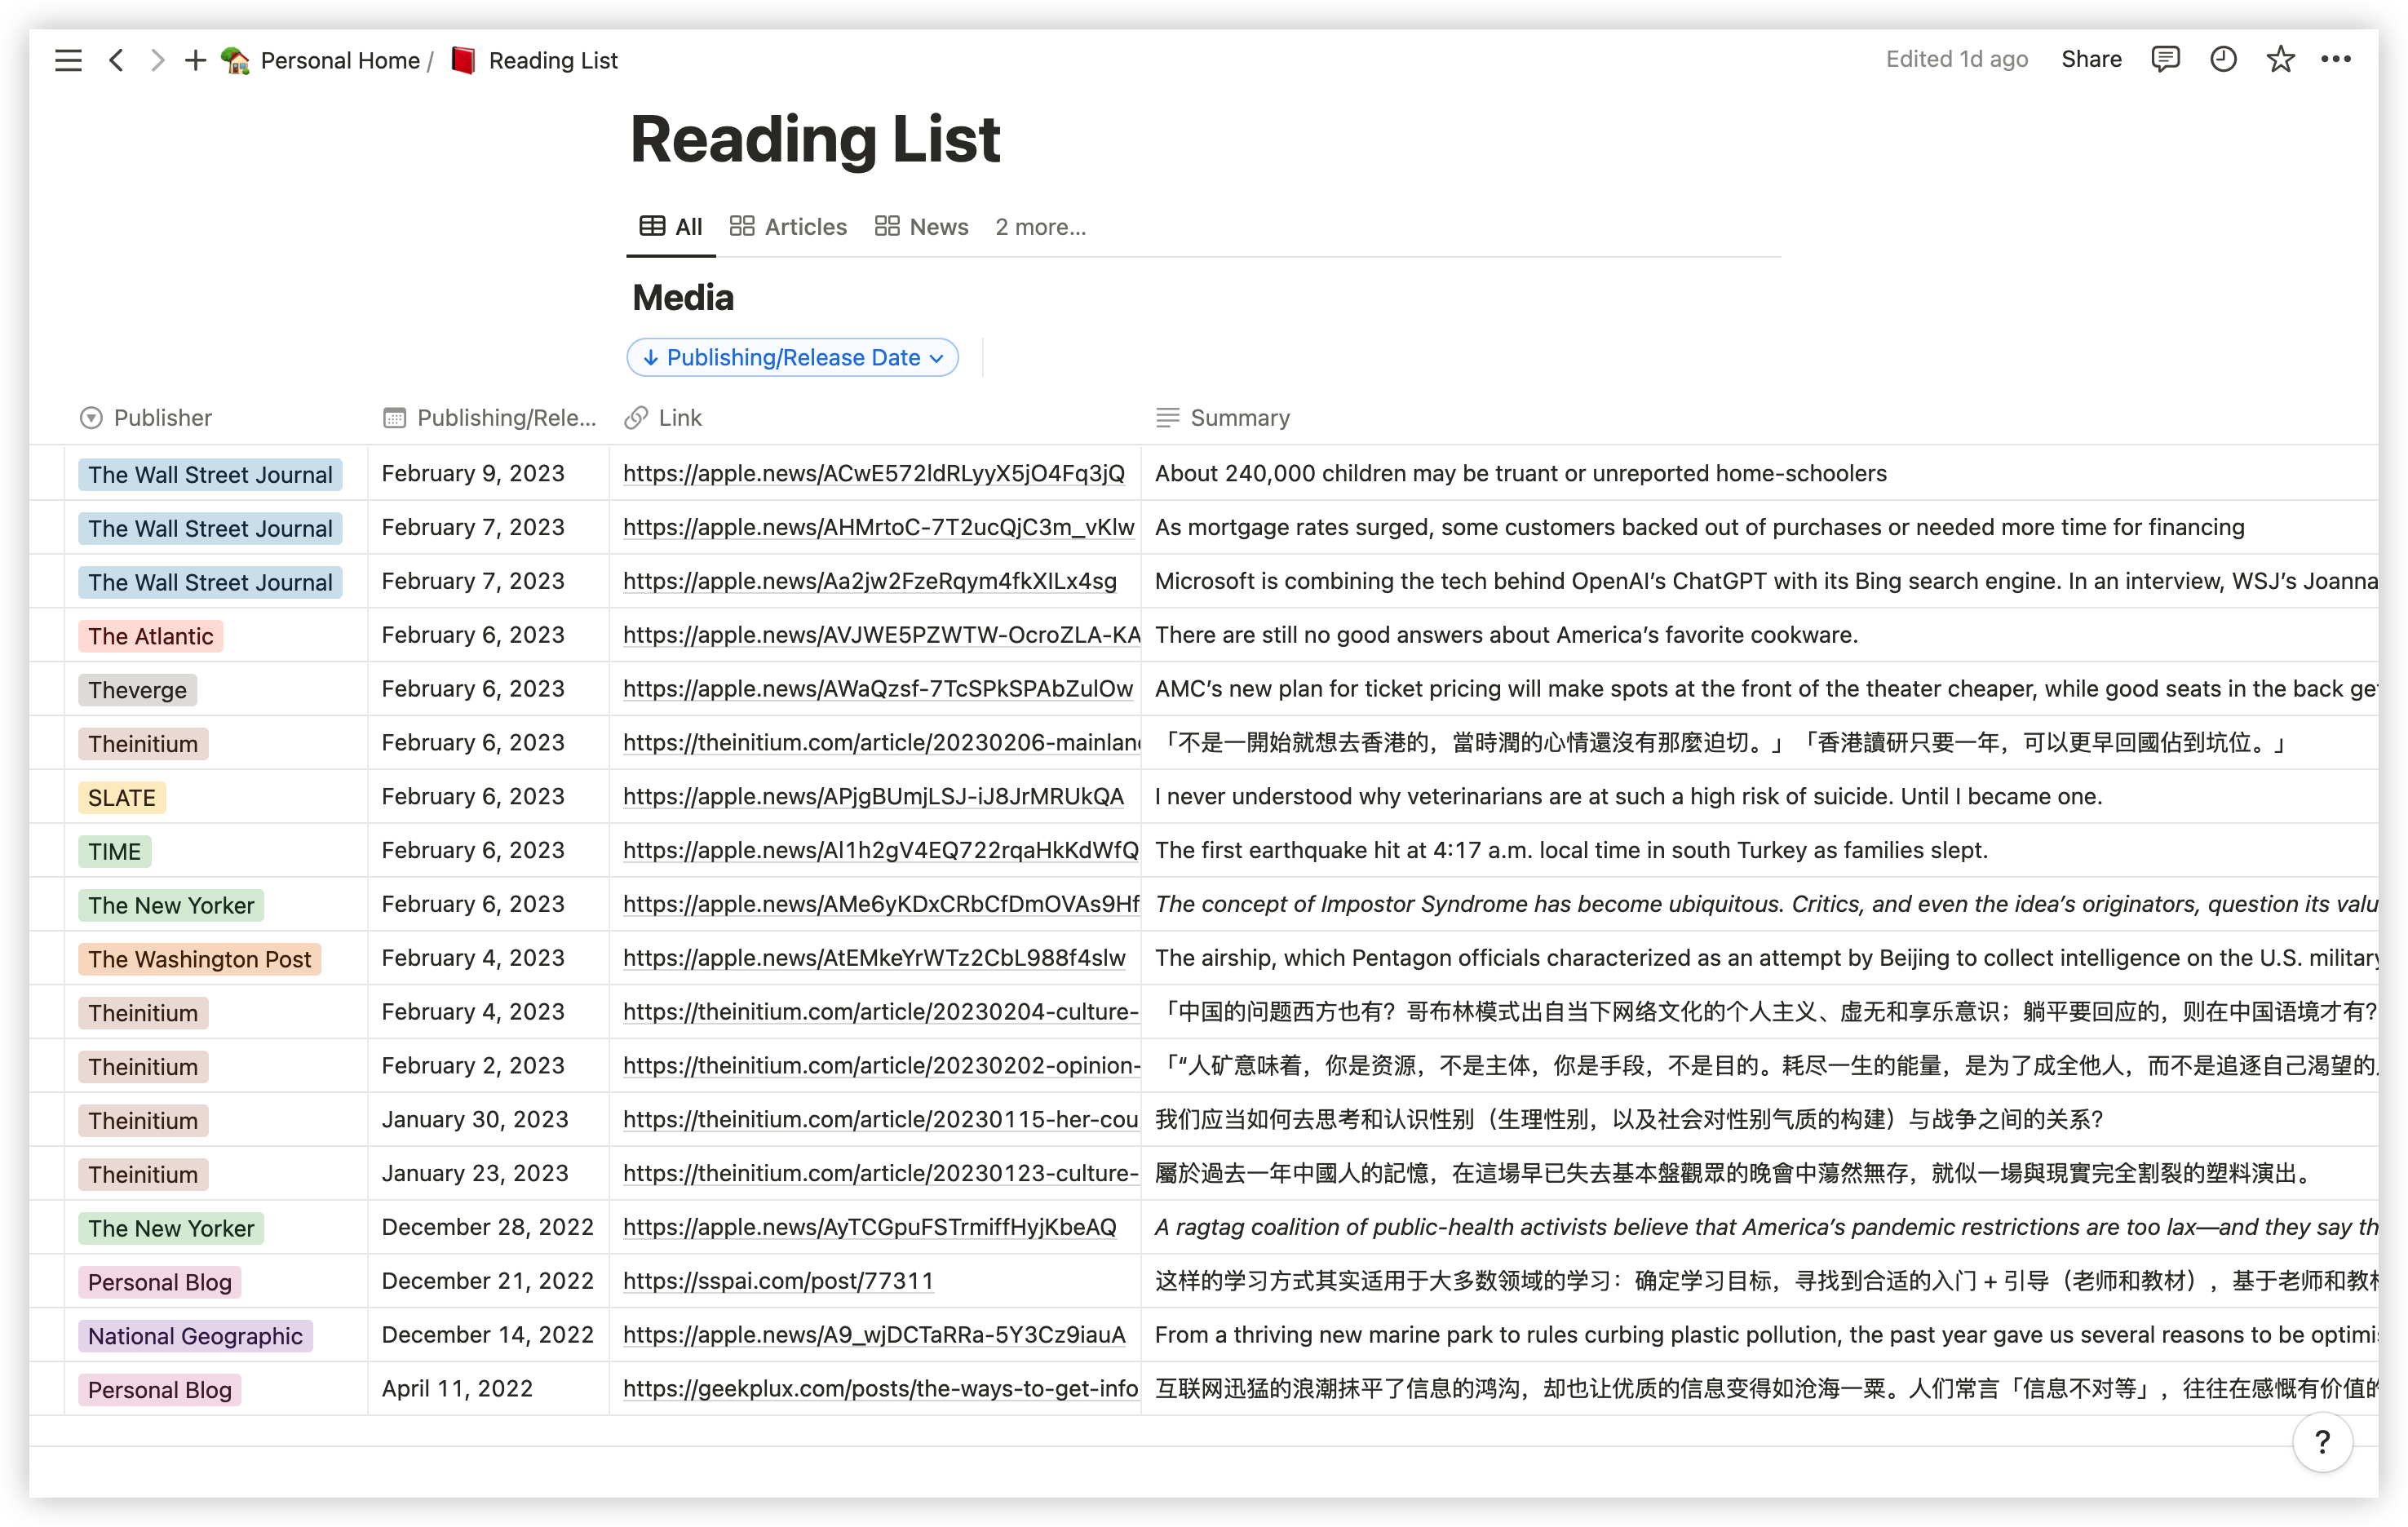 Personal Home / Reading List
Edited 1d ago Share
Reading List
All Articles News 2 more...
Media
Publishing/Release Date
Publisher Publishing/Rele... Link Summary
The Wall Street Journal February 9, 2023 https://apple.news/ACwE572ldRLyyX5jO4Fq3jQ About 240,000 children may be truant or unreported home-schoolers
The Wall Street Journal February 7, 2023 https://apple.news/AHMrtoC-7T2ucQjC3m_vKlw As mortgage rates surged, some customers backed out of purchases or needed more time for financing
The Wall Street Journal February 7, 2023 https://apple.news/Aa2jw2FzeRqym4fkXILx4sg Microsoft is combining the tech behind OpenAI’s ChatGPT with its Bing search engine. In an interview, WSJ’s Joanna
The Atlantic February 6, 2023 https://apple.news/AVJWE5PZWTW-OcroZLA-KA There are still no good answers about America’s favorite cookware.
Theverge February 6, 2023 https://apple.news/AWaQzsf-7TcSPkSPAbZulOw AMC’s new plan for ticket pricing will make spots at the front of the theater cheaper, while good seats in the back ge
Theinitium February 6, 2023 https://theinitium.com/article/20230206-mainland 「不是一開始就想去香港的，當時潤的心情還沒有那麼迫切。」「香港讀研只要一年，可以更早回國佔到坑位。」
SLATE February 6, 2023 https://apple.news/APjgBUmjLSJ-iJ8JrMRUkQA I never understood why veterinarians are at such a high risk of suicide. Until I became one.
TIME February 6, 2023 https://apple.news/AI1h2gV4EQ722rqaHkKdWfQ The first earthquake hit at 4:17 a.m. local time in south Turkey as families slept.
The New Yorker February 6, 2023 https://apple.news/AMe6yKDxCRbCfDmOVAs9Hf The concept of Impostor Syndrome has become ubiquitous. Critics, and even the idea’s originators, question its valu
The Washington Post February 4, 2023 https://apple.news/AtEMkeYrWTz2CbL988f4slw The airship, which Pentagon officials characterized as an attempt by Beijing to collect intelligence on the U.S. military
Theinitium February 4, 2023 https://theinitium.com/article/20230204-culture- 「中国的问题西方也有？哥布林模式出自当下网络文化的个人主义、虚无和享乐意识；躺平要回应的，则在中国语境才有？
Theinitium February 2, 2023 https://theinitium.com/article/20230202-opinion- 「“人矿意味着，你是资源，不是主体，你是手段，不是目的。耗尽一生的能量，是为了成全他人，而不是追逐自己渴望的
Theinitium January 30, 2023 https://theinitium.com/article/20230115-her-cou 我们应当如何去思考和认识性别（生理性别，以及社会对性别气质的构建）与战争之间的关系？
Theinitium January 23, 2023 https://theinitium.com/article/20230123-culture- 屬於過去一年中國人的記憶，在這場早已失去基本盤觀眾的晚會中蕩然無存，就似一場與現實完全割裂的塑料演出。
The New Yorker December 28, 2022 https://apple.news/AyTCGpuFSTrmiffHyjKbeAQ A ragtag coalition of public-health activists believe that America’s pandemic restrictions are too lax—and they say th
Personal Blog December 21, 2022 https://sspai.com/post/77311 这样的学习方式其实适用于大多数领域的学习：确定学习目标，寻找到合适的入门 + 引导（老师和教材），基于老师和教材
National Geographic December 14, 2022 https://apple.news/A9_wjDCTaRRa-5Y3Cz9iauA From a thriving new marine park to rules curbing plastic pollution, the past year gave us several reasons to be optimi
Personal Blog April 11, 2022 https://geekplux.com/posts/the-ways-to-get-info 互联网迅猛的浪潮抹平了信息的鸿沟，却也让优质的信息变得如沧海一粟。人们常言「信息不对等」，往往在感慨有价值的
?